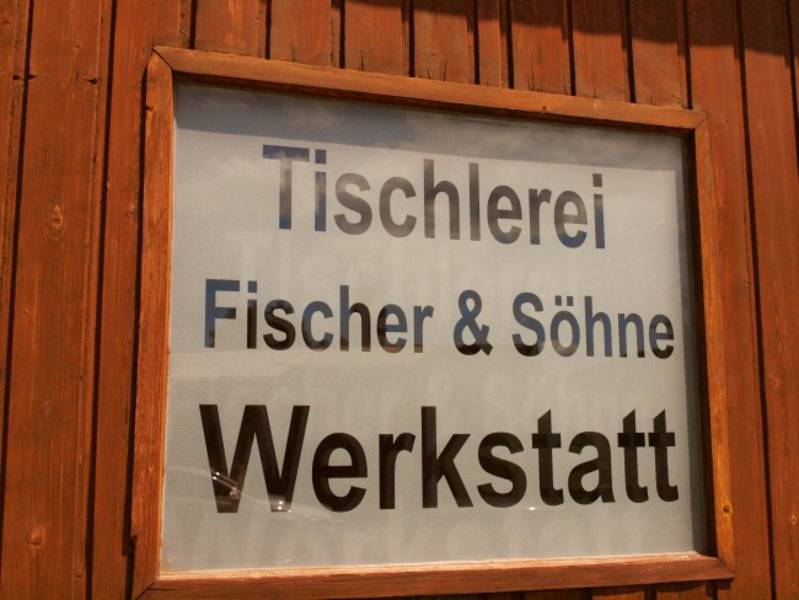 Tischlerei
Fischer & Söhne
Werkstatt